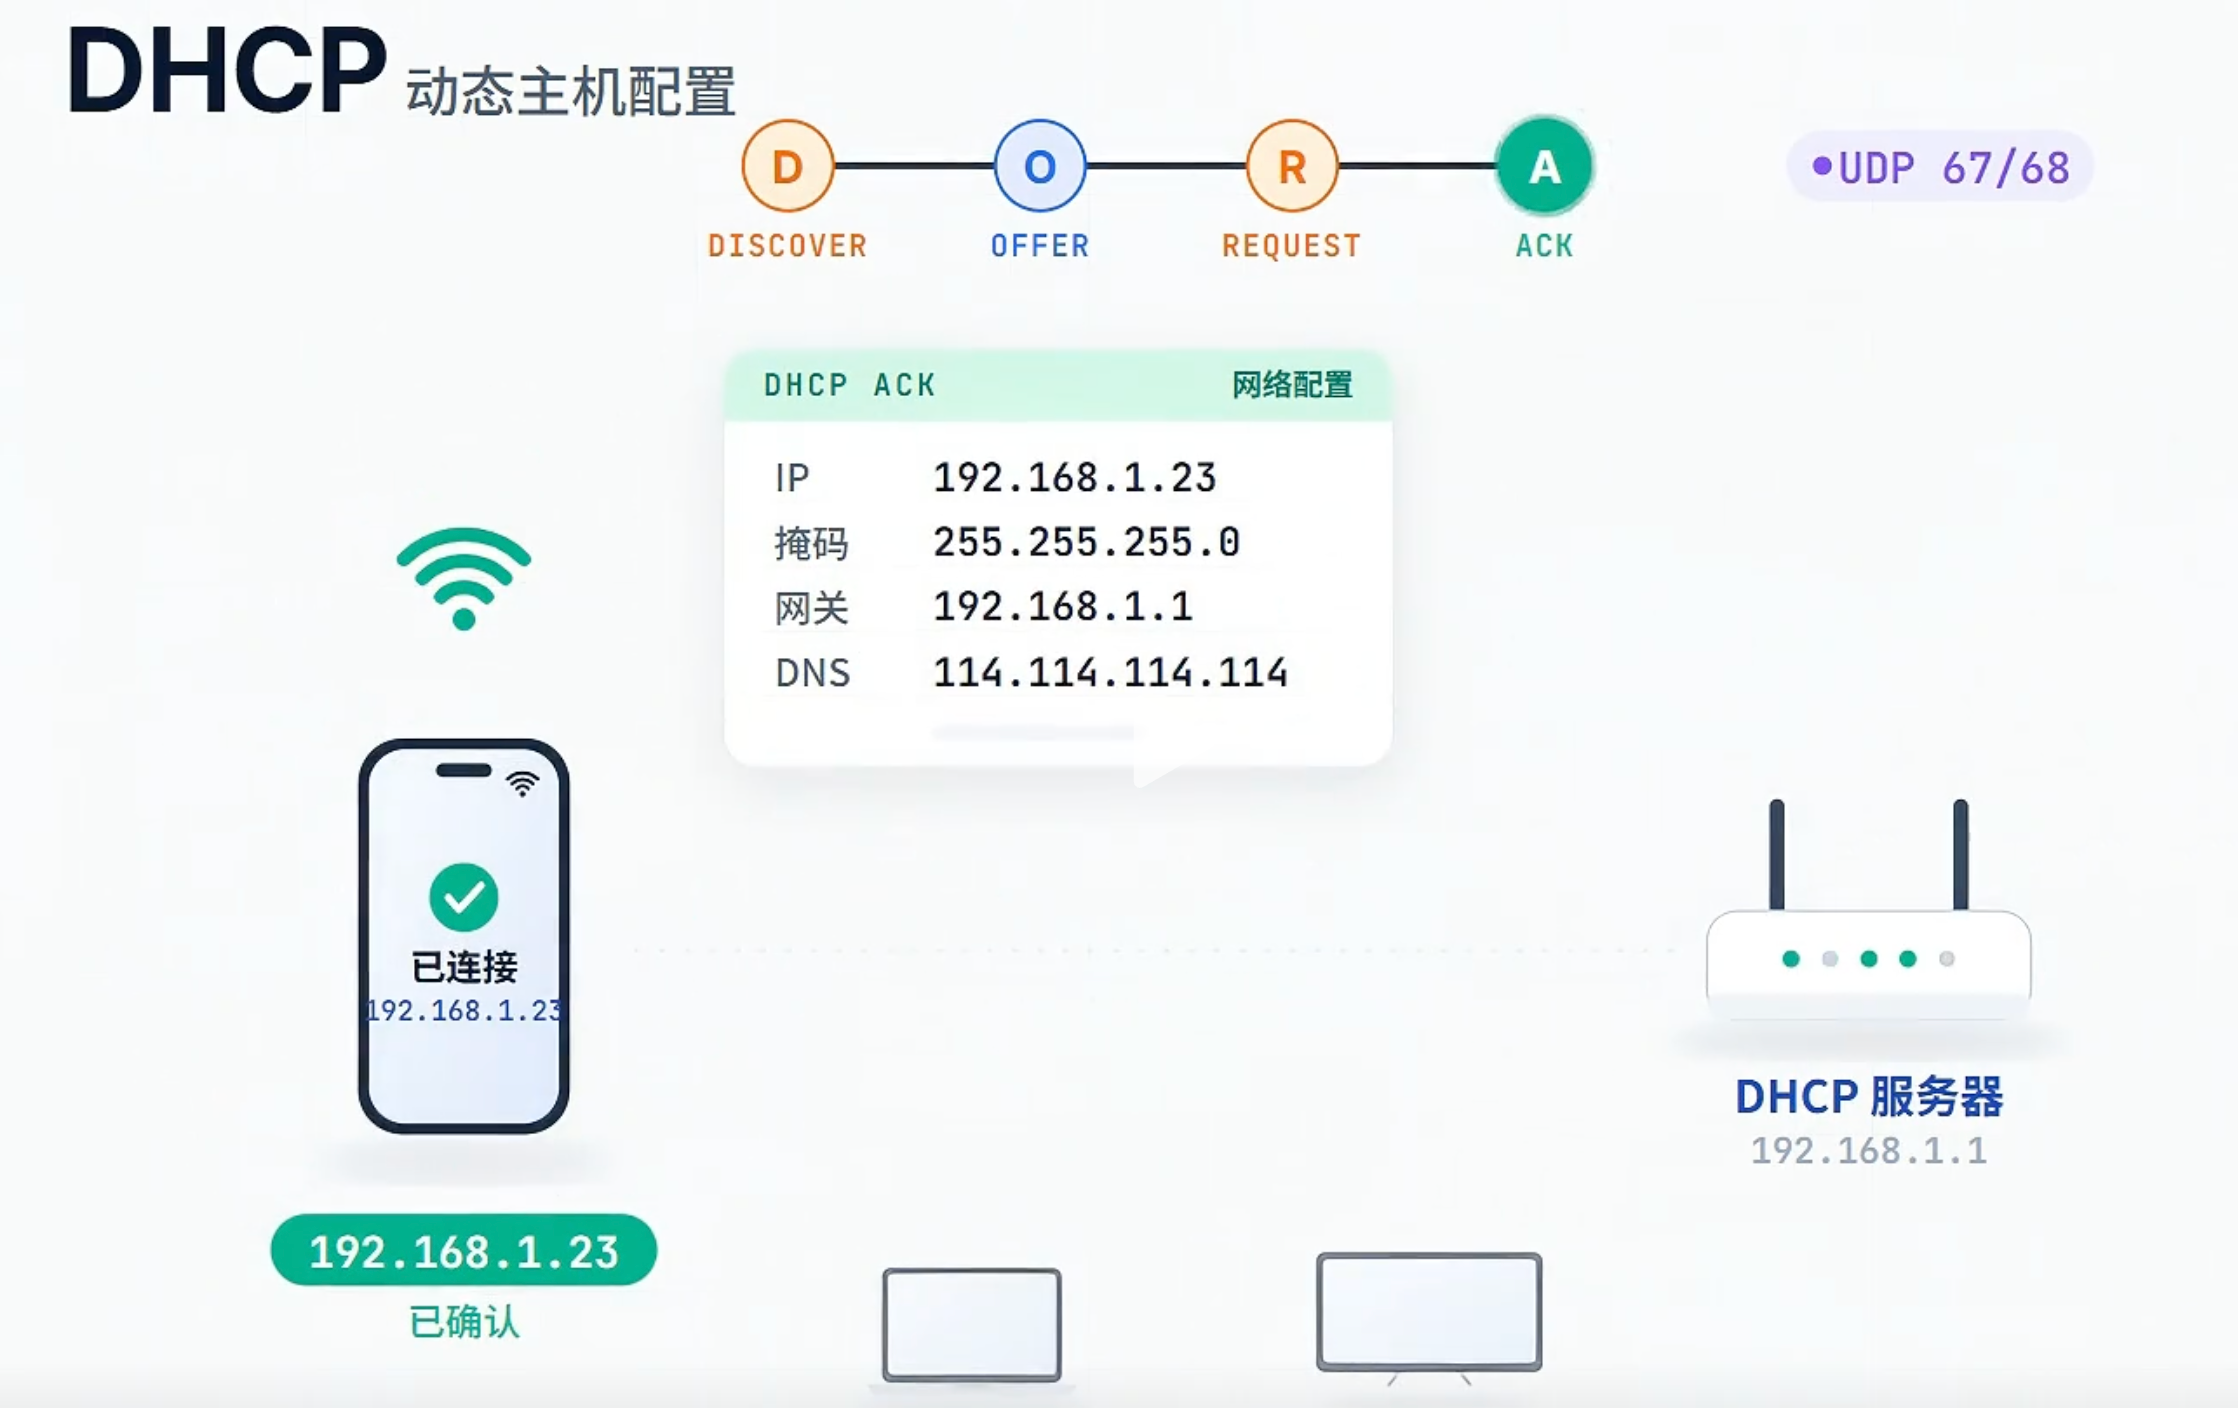 DHCP 动态主机配置
D O R A
DISCOVER OFFER REQUEST ACK
UDP 67/68
DHCP ACK 网络配置
IP 192.168.1.23
掩码 255.255.255.0
网关 192.168.1.1
DNS 114.114.114.114
已连接
192.168.1.23
192.168.1.23
已确认
DHCP 服务器
192.168.1.1